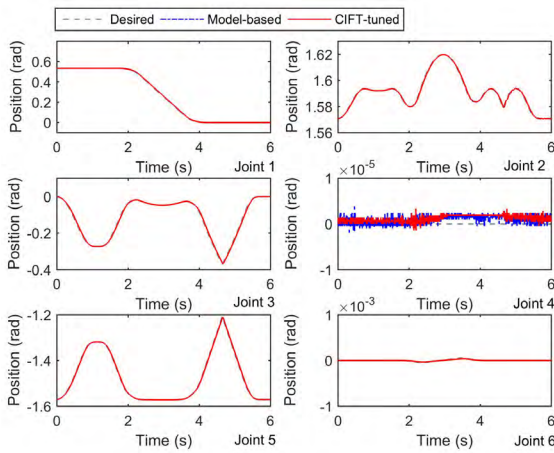 Desired Model-based CIFT-tuned
Position (rad)
0.6
0.4
0.2
0
0 2 4 6
Time (s) Joint 1
Position (rad)
1.62
1.6
1.58
1.56
0 2 4 6
Time (s) Joint 2
Position (rad)
0
-0.2
-0.4
0 2 4 6
Time (s) Joint 3
×10⁻⁵
Position (rad)
1
0
-1
0 2 4 6
Time (s) Joint 4
Position (rad)
-1.2
-1.4
-1.6
0 2 4 6
Time (s) Joint 5
×10⁻³
Position (rad)
1
0
-1
0 2 4 6
Time (s) Joint 6